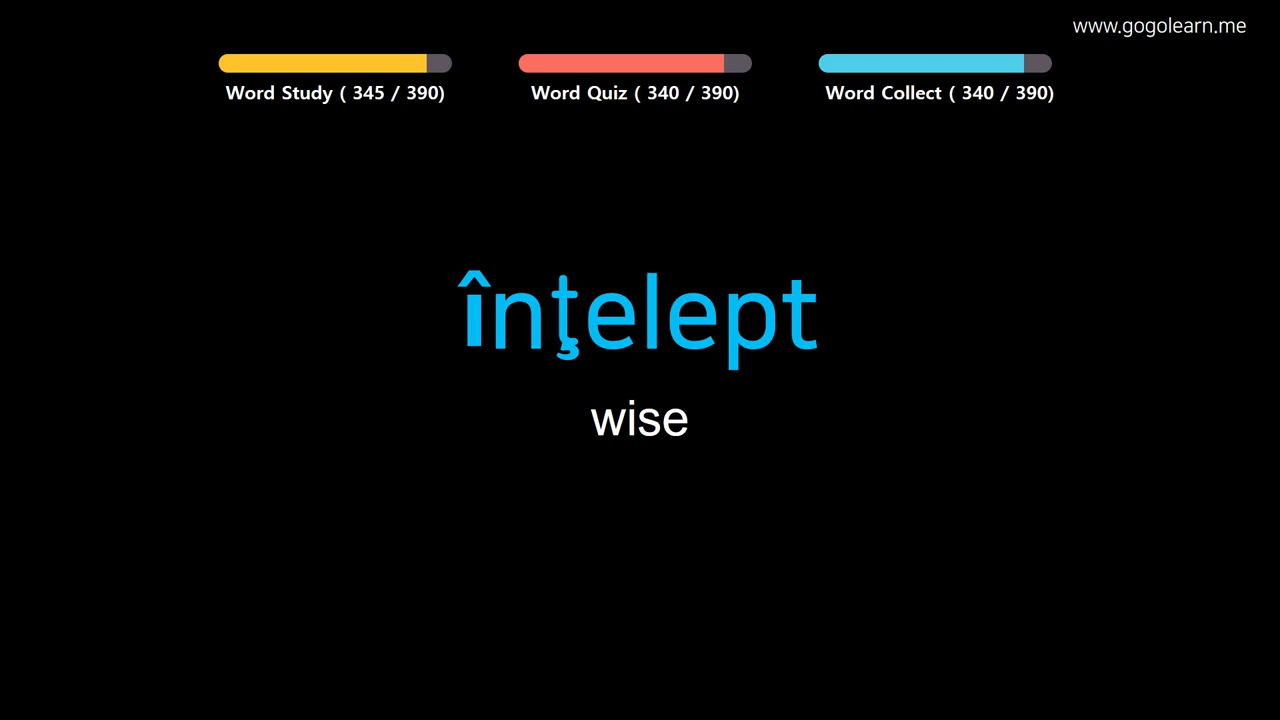 www.gogolearn.me
Word Study ( 345 / 390)
Word Quiz ( 340 / 390)
Word Collect ( 340 / 390)
înţelept
wise